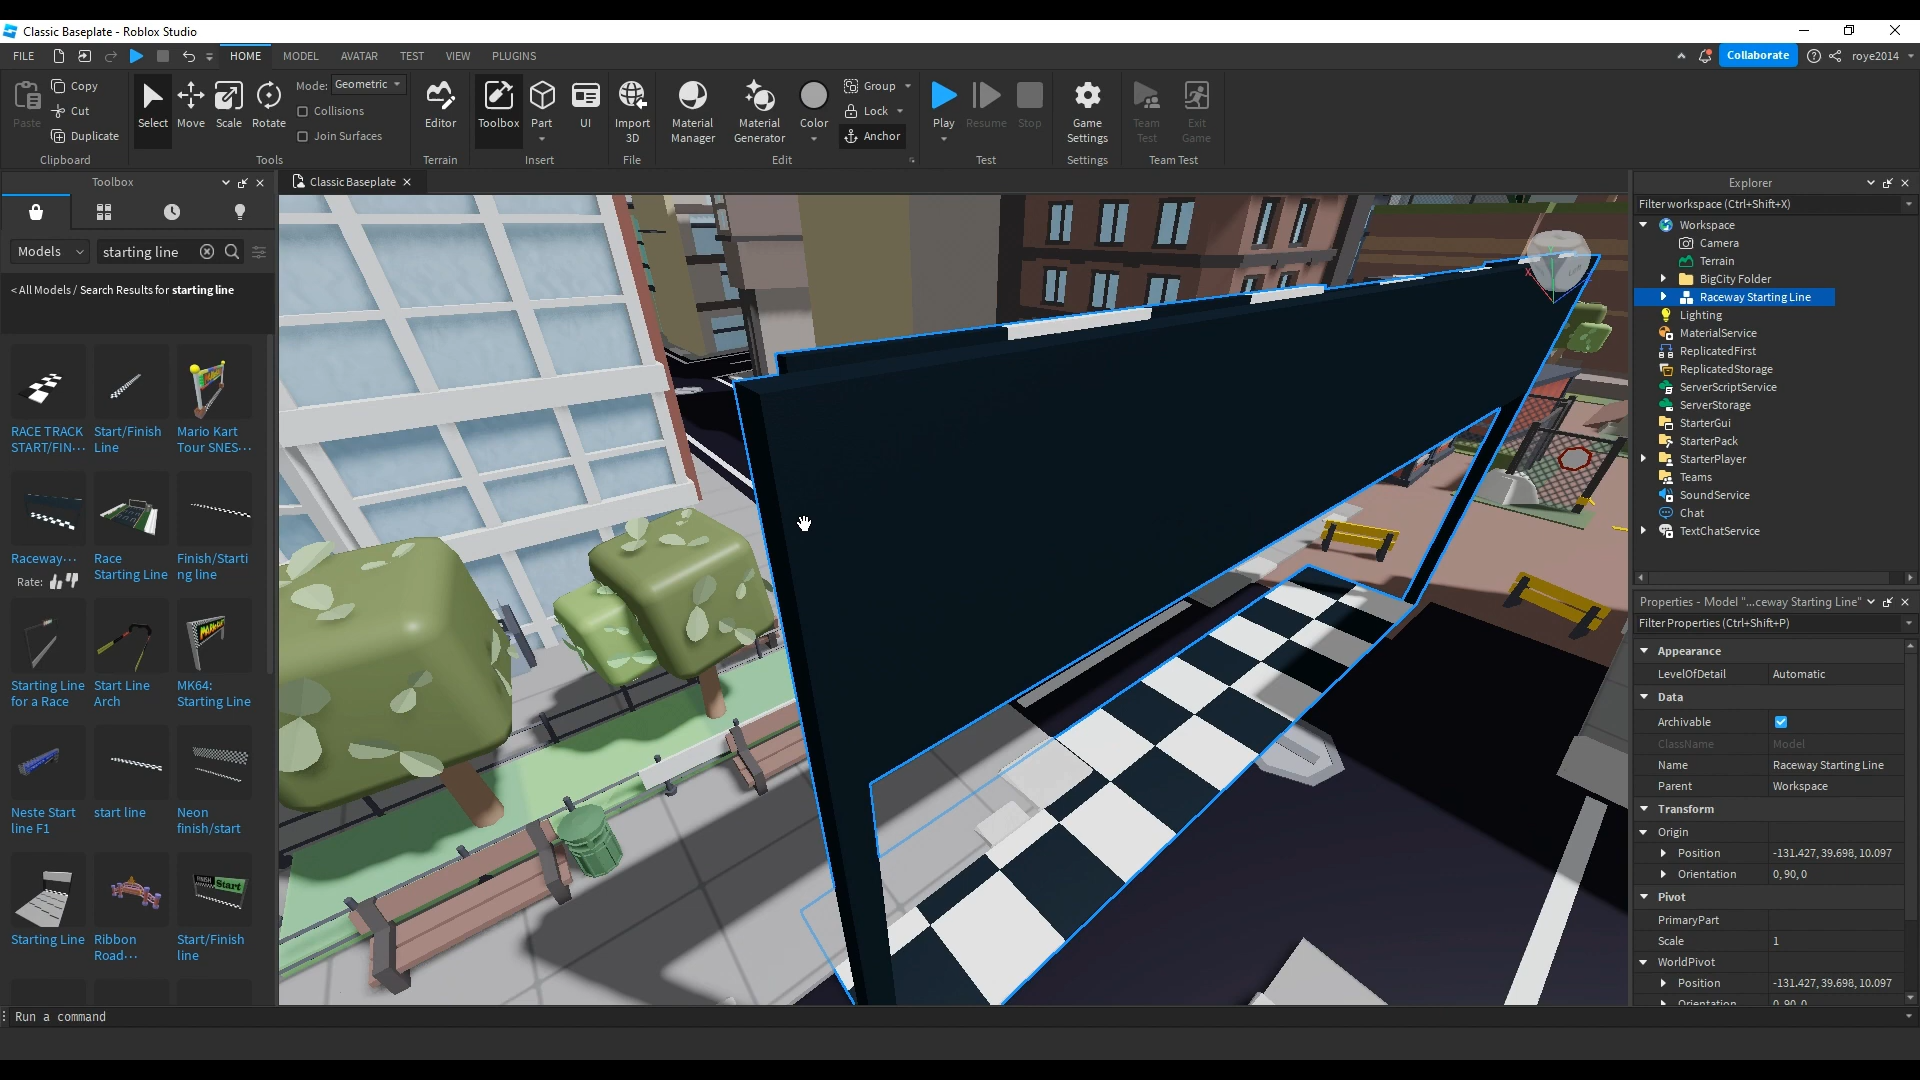 Classic Baseplate - Roblox Studio
FILE
HOME
MODEL
AVATAR
TEST
VIEW
PLUGINS
Collaborate
roye2014
Paste
Copy
Cut
Duplicate
Clipboard
Select
Move
Scale
Rotate
Mode: Geometric
Collisions
Join Surfaces
Tools
Editor
Terrain
Toolbox
Part
UI
Insert
Import
3D
File
Material
Manager
Material
Generator
Color
Group
Lock
Anchor
Edit
Play
Resume
Stop
Test
Game
Settings
Settings
Team
Test
Exit
Game
Team Test
Toolbox
Models
starting line
< All Models / Search Results for starting line
RACE TRACK
START/FIN...
Start/Finish
Line
Mario Kart
Tour SNES...
Raceway...
Rate:
Race
Starting Line
Finish/Starti
ng line
Starting Line
for a Race
Start Line
Arch
MK64:
Starting Line
Neste Start
line F1
start line
Neon
finish/start
Starting Line
Ribbon
Road...
Start/Finish
line
Classic Baseplate
Explorer
Filter workspace (Ctrl+Shift+X)
Workspace
Camera
Terrain
BigCity Folder
Raceway Starting Line
Lighting
MaterialService
ReplicatedFirst
ReplicatedStorage
ServerScriptService
ServerStorage
StarterGui
StarterPack
StarterPlayer
Teams
SoundService
Chat
TextChatService
Properties - Model "...ceway Starting Line"
Filter Properties (Ctrl+Shift+P)
Appearance
LevelOfDetail Automatic
Data
Archivable
ClassName Model
Name Raceway Starting Line
Parent Workspace
Transform
Origin
Position -131.427, 39.698, 10.097
Orientation 0, 90, 0
Pivot
PrimaryPart
Scale 1
WorldPivot
Position -131.427, 39.698, 10.097
Orientation 0, 90, 0
Run a command